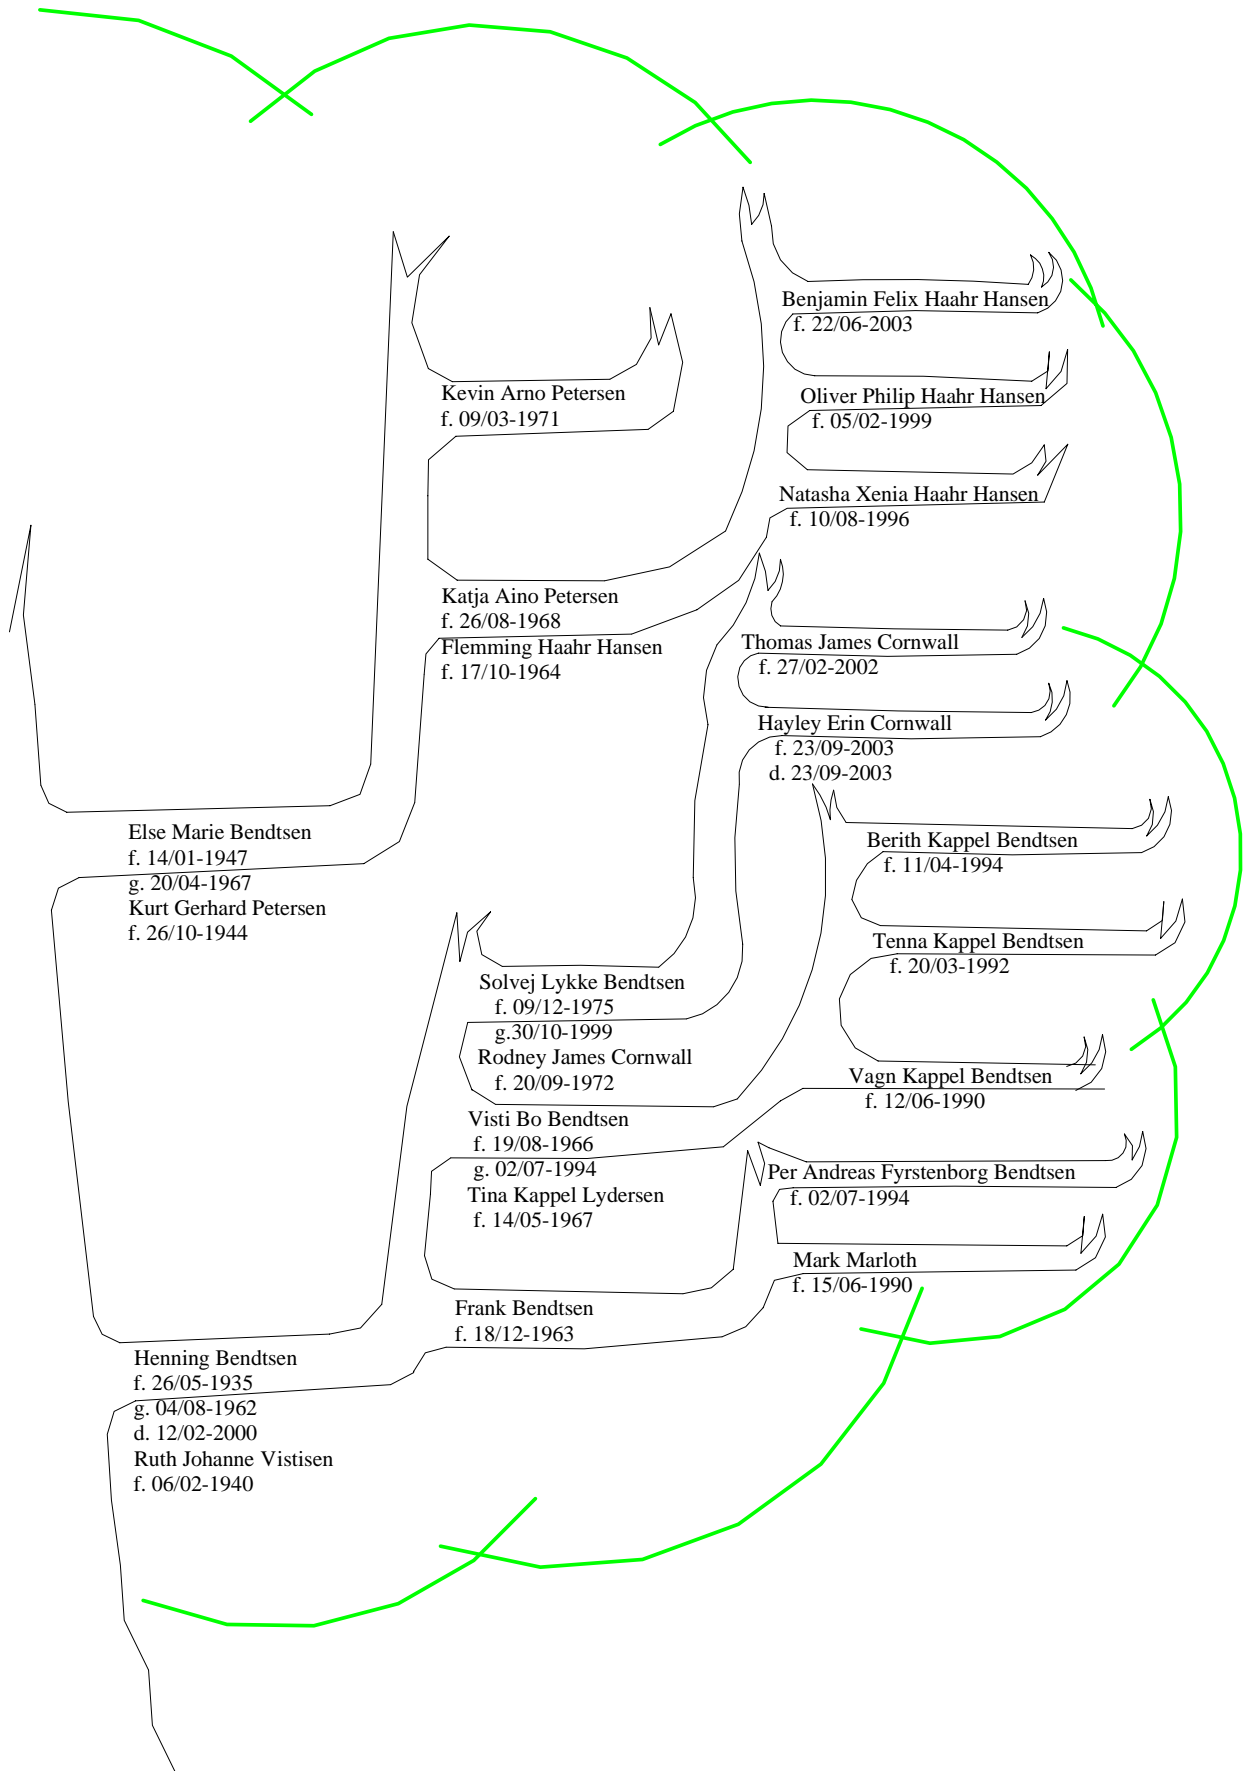 Benjamin Felix Haahr Hansen
f. 22/06-2003
Kevin Arno Petersen
f. 09/03-1971
Oliver Philip Haahr Hansen
f. 05/02-1999
Natasha Xenia Haahr Hansen
f. 10/08-1996
Katja Aino Petersen
f. 26/08-1968
Flemming Haahr Hansen
f. 17/10-1964
Thomas James Cornwall
f. 27/02-2002
Hayley Erin Cornwall
f. 23/09-2003
d. 23/09-2003
Else Marie Bendtsen
f. 14/01-1947
g. 20/04-1967
Kurt Gerhard Petersen
f. 26/10-1944
Berith Kappel Bendtsen
f. 11/04-1994
Tenna Kappel Bendtsen
f. 20/03-1992
Solvej Lykke Bendtsen
f. 09/12-1975
g.30/10-1999
Rodney James Cornwall
f. 20/09-1972
Vagn Kappel Bendtsen
f. 12/06-1990
Visti Bo Bendtsen
f. 19/08-1966
g. 02/07-1994
Tina Kappel Lydersen
f. 14/05-1967
Per Andreas Fyrstenborg Bendtsen
f. 02/07-1994
Mark Marloth
f. 15/06-1990
Frank Bendtsen
f. 18/12-1963
Henning Bendtsen
f. 26/05-1935
g. 04/08-1962
d. 12/02-2000
Ruth Johanne Vistisen
f. 06/02-1940